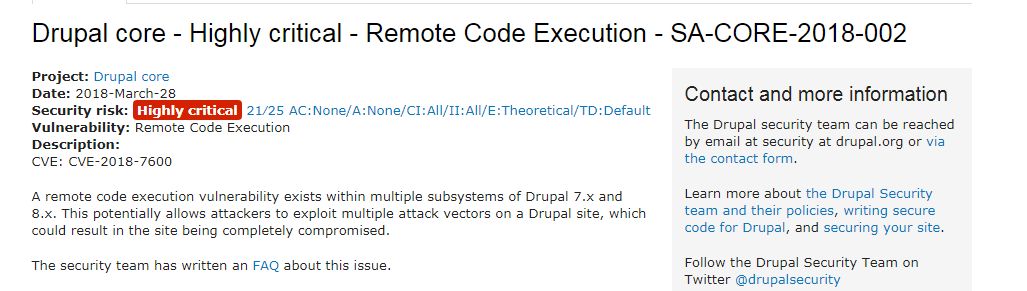 Drupal core - Highly critical - Remote Code Execution - SA-CORE-2018-002
Project: Drupal core
Date: 2018-March-28
Security risk: Highly critical 21/25 AC:None/A:None/CI:All/II:All/E:Theoretical/TD:Default
Vulnerability: Remote Code Execution
Description:
CVE: CVE-2018-7600
A remote code execution vulnerability exists within multiple subsystems of Drupal 7.x and
8.x. This potentially allows attackers to exploit multiple attack vectors on a Drupal site, which
could result in the site being completely compromised.
The security team has written an FAQ about this issue.
Contact and more information
The Drupal security team can be reached
by email at security at drupal.org or via
the contact form.
Learn more about the Drupal Security
team and their policies, writing secure
code for Drupal, and securing your site.
Follow the Drupal Security Team on
Twitter @drupalsecurity